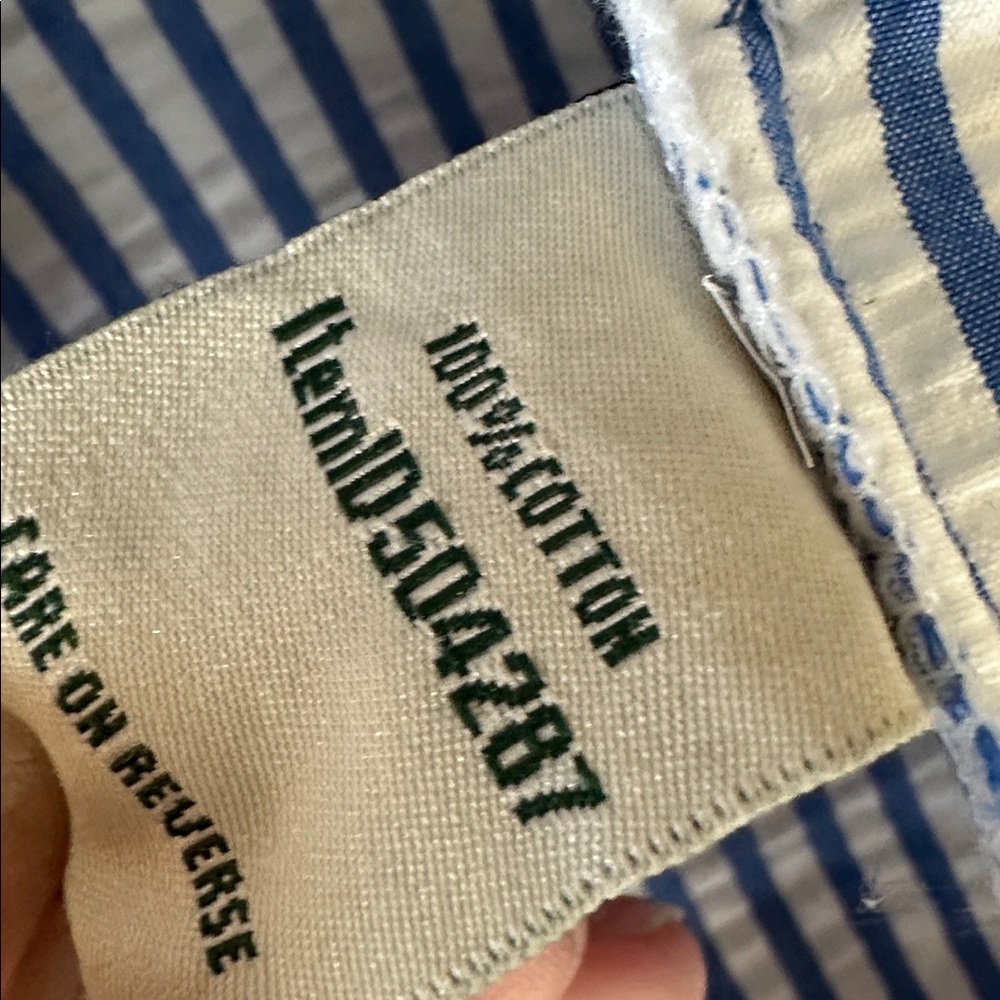 100% COTTON
ItemID504287
CARE ON REVERSE